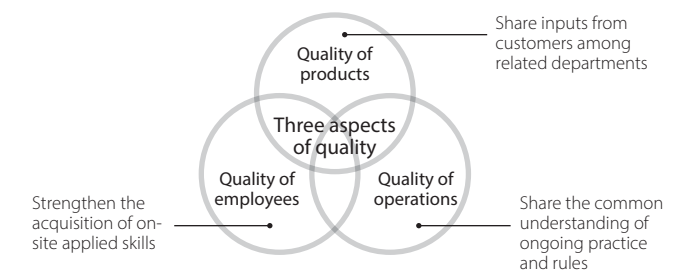 Share inputs from
customers among
related departments
Quality of
products
Three aspects
of quality
Quality of
employees
Quality of
operations
Strengthen the
acquisition of on-
site applied skills
Share the common
understanding of
ongoing practice
and rules